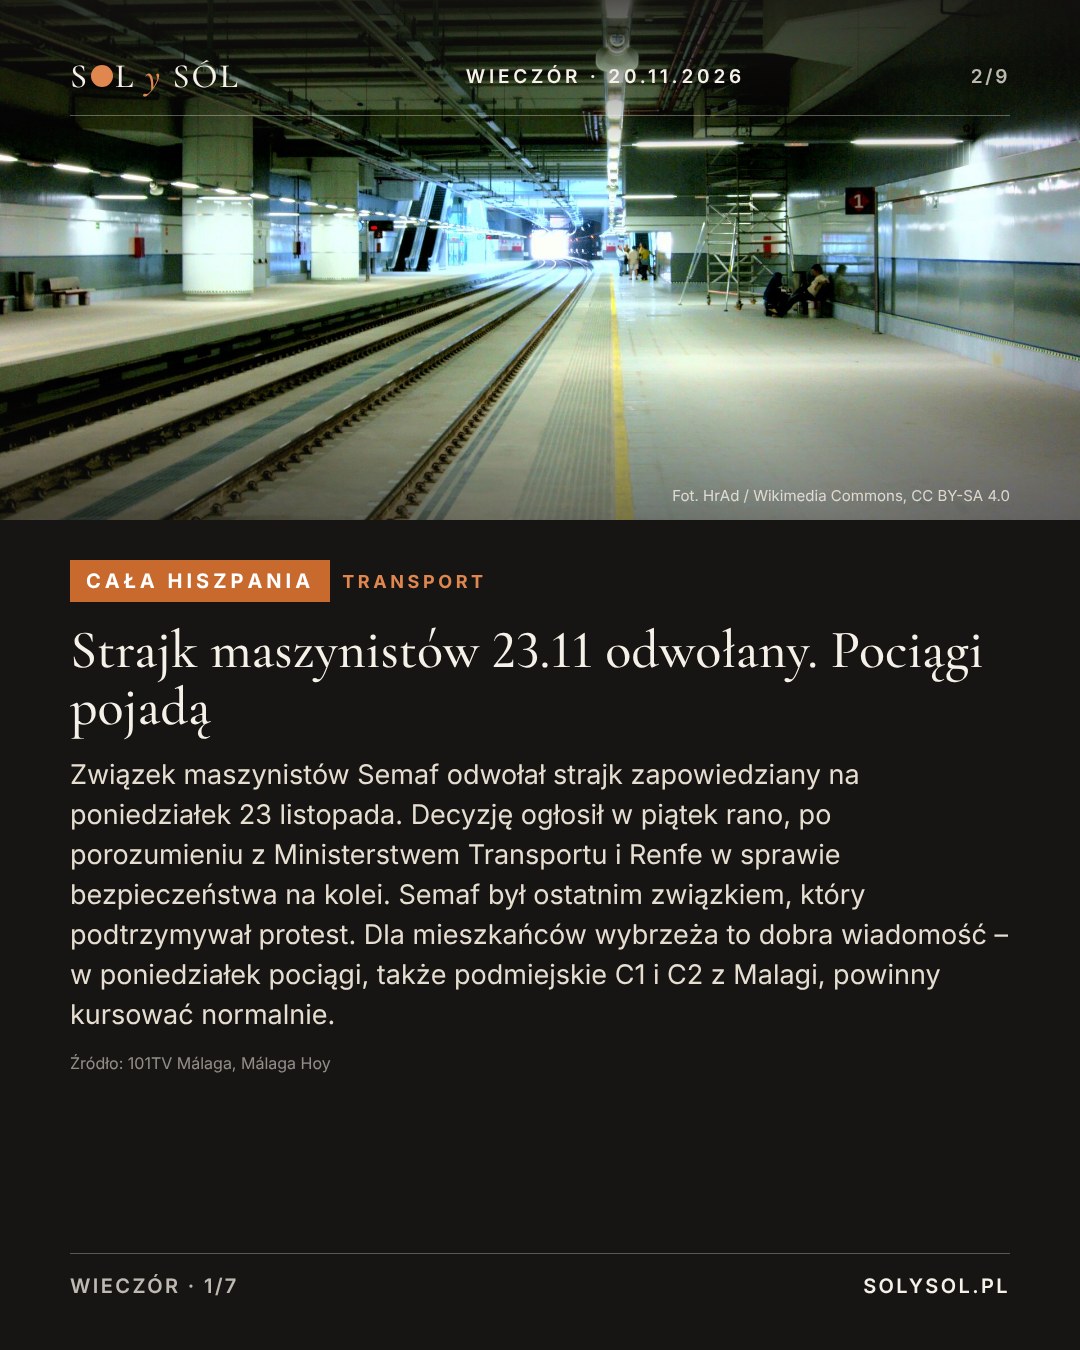 SOL y SÓL
WIECZÓR · 20.11.2026
2/9
1
Fot. HrAd / Wikimedia Commons, CC BY-SA 4.0
CAŁA HISZPANIA
TRANSPORT
Strajk maszynistów 23.11 odwołany. Pociągi
pojadą
Związek maszynistów Semaf odwołał strajk zapowiedziany na
poniedziałek 23 listopada. Decyzję ogłosił w piątek rano, po
porozumieniu z Ministerstwem Transportu i Renfe w sprawie
bezpieczeństwa na kolei. Semaf był ostatnim związkiem, który
podtrzymywał protest. Dla mieszkańców wybrzeża to dobra wiadomość –
w poniedziałek pociągi, także podmiejskie C1 i C2 z Malagi, powinny
kursować normalnie.
Źródło: 101TV Málaga, Málaga Hoy
WIECZÓR · 1/7
SOLYSOL.PL